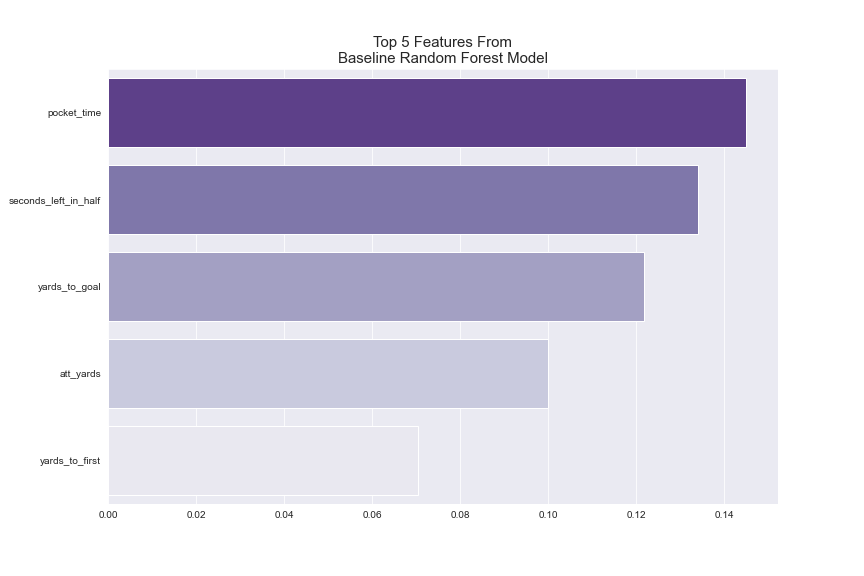 Top 5 Features From
Baseline Random Forest Model
pocket_time
seconds_left_in_half
yards_to_goal
att_yards
yards_to_first
0.00 0.02 0.04 0.06 0.08 0.10 0.12 0.14